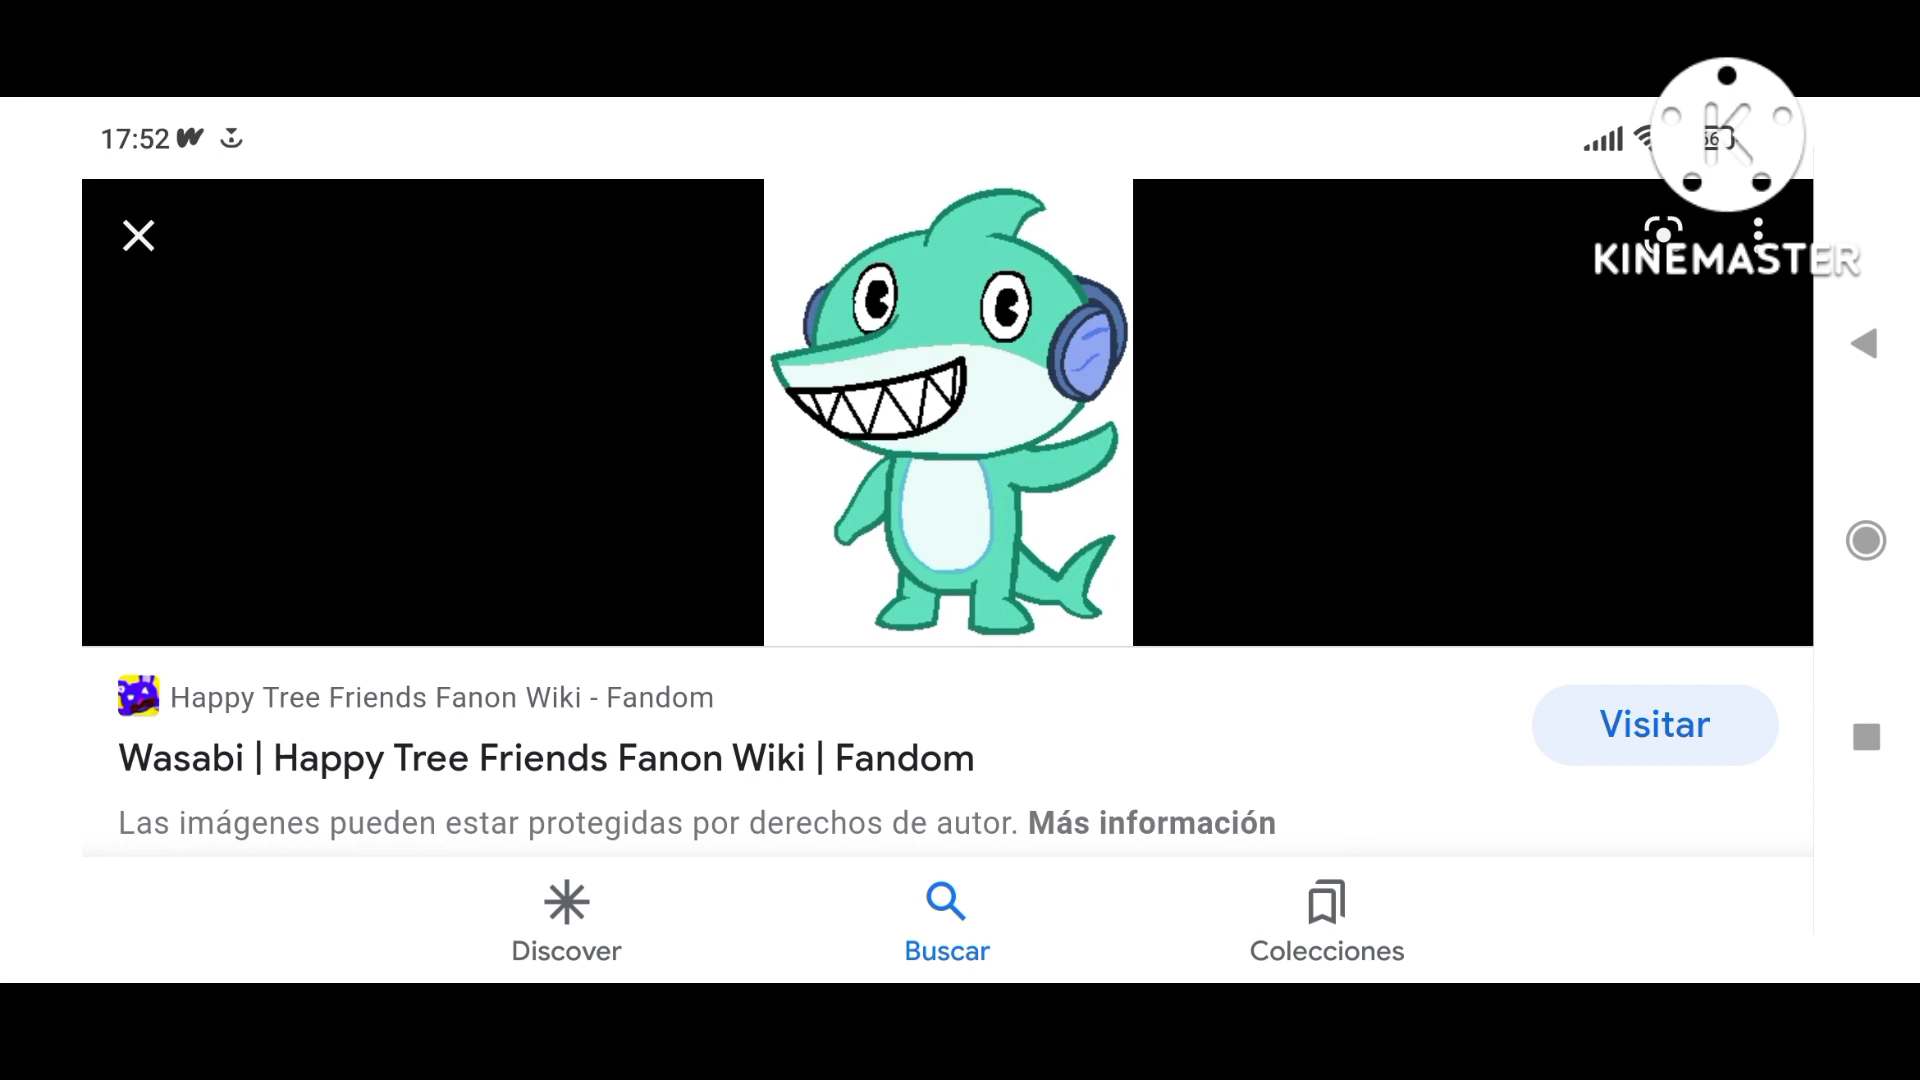 17:52
66
K
KINEMASTER
Happy Tree Friends Fanon Wiki - Fandom
Wasabi | Happy Tree Friends Fanon Wiki | Fandom
Visitar
Las imágenes pueden estar protegidas por derechos de autor. Más información
Discover
Buscar
Colecciones